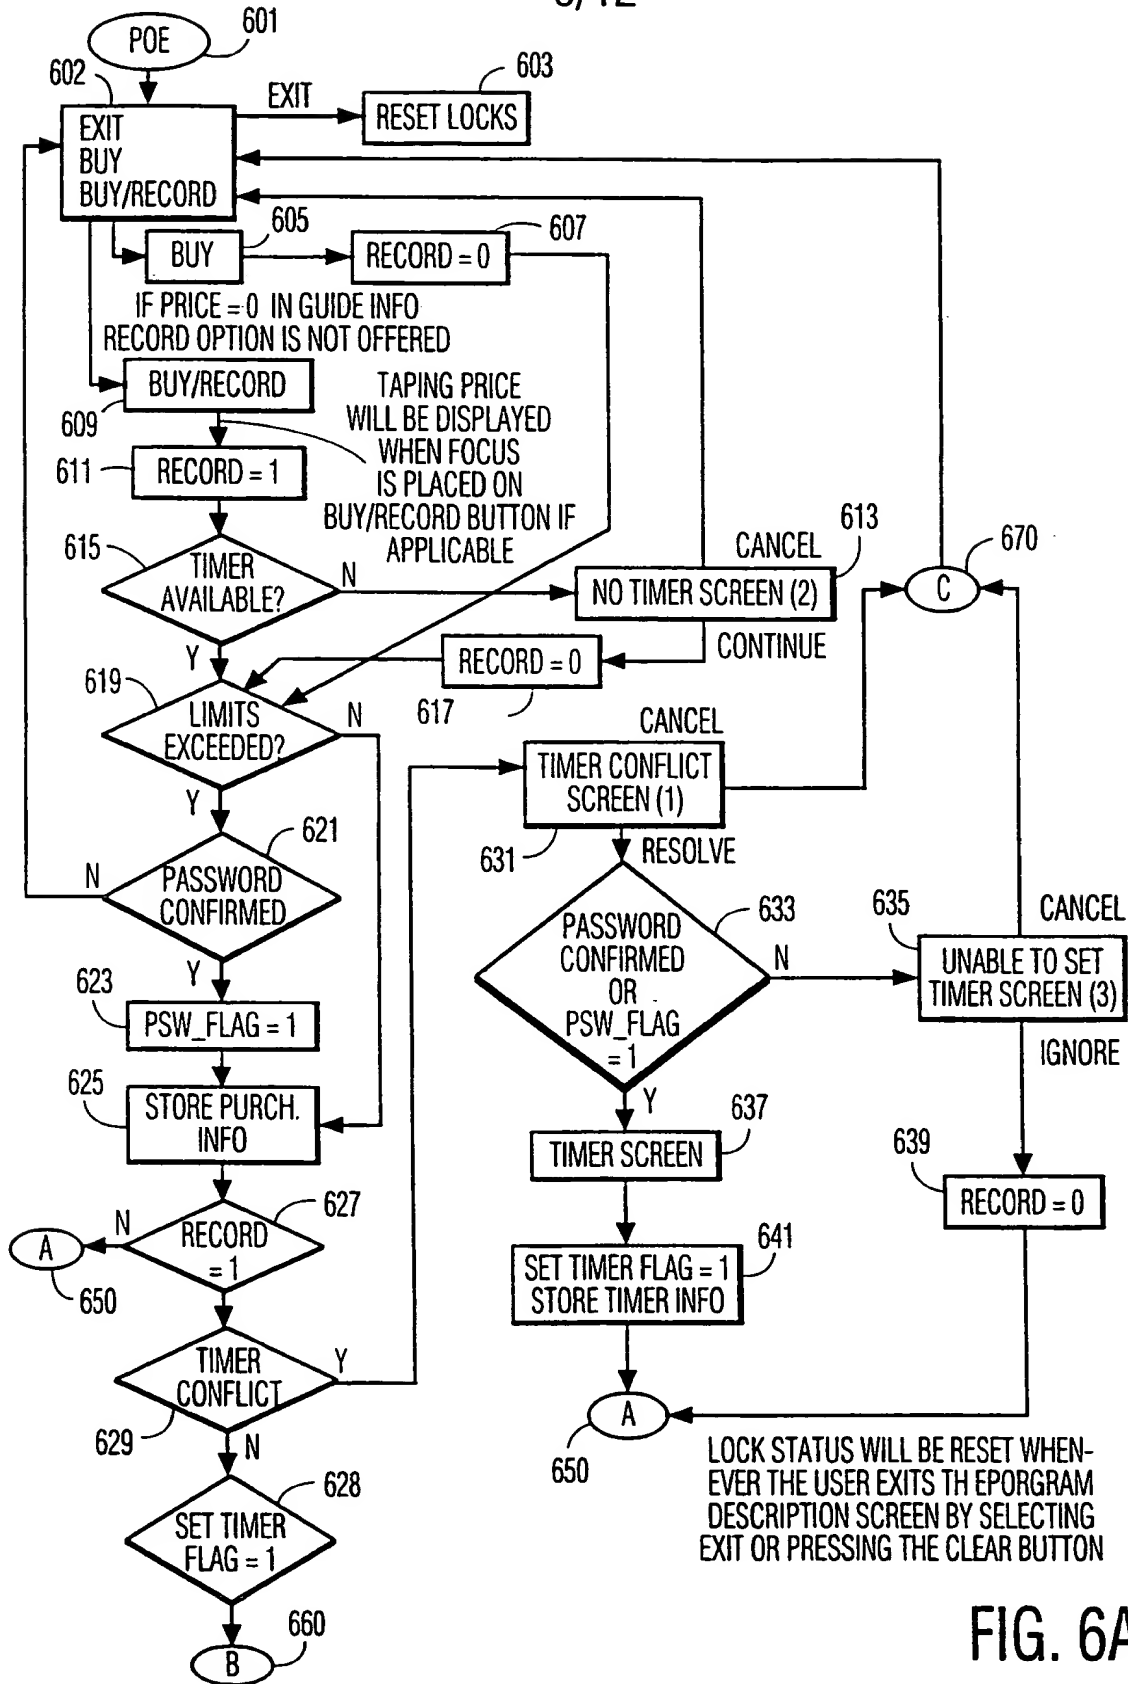 POE
601
602
603
EXIT
RESET LOCKS
EXIT
BUY
BUY/RECORD
605
607
BUY
RECORD = 0
IF PRICE = 0 IN GUIDE INFO
RECORD OPTION IS NOT OFFERED
BUY/RECORD
609
TAPING PRICE
WILL BE DISPLAYED
WHEN FOCUS
IS PLACED ON
BUY/RECORD BUTTON IF
APPLICABLE
611
RECORD = 1
615
TIMER
AVAILABLE?
N
Y
CANCEL
613
NO TIMER SCREEN (2)
CONTINUE
670
C
RECORD = 0
617
619
LIMITS
EXCEEDED?
N
Y
CANCEL
TIMER CONFLICT
SCREEN (1)
631
RESOLVE
621
N
PASSWORD
CONFIRMED
Y
633
PASSWORD
CONFIRMED
OR
PSW_FLAG
= 1
N
Y
635
CANCEL
UNABLE TO SET
TIMER SCREEN (3)
IGNORE
623
PSW_FLAG = 1
625
STORE PURCH.
INFO
637
TIMER SCREEN
639
RECORD = 0
627
N
RECORD
= 1
A
650
641
SET TIMER FLAG = 1
STORE TIMER INFO
TIMER
CONFLICT
Y
629
N
A
650
628
SET TIMER
FLAG = 1
660
B
LOCK STATUS WILL BE RESET WHEN-
EVER THE USER EXITS TH EPORGRAM
DESCRIPTION SCREEN BY SELECTING
EXIT OR PRESSING THE CLEAR BUTTON
FIG. 6A